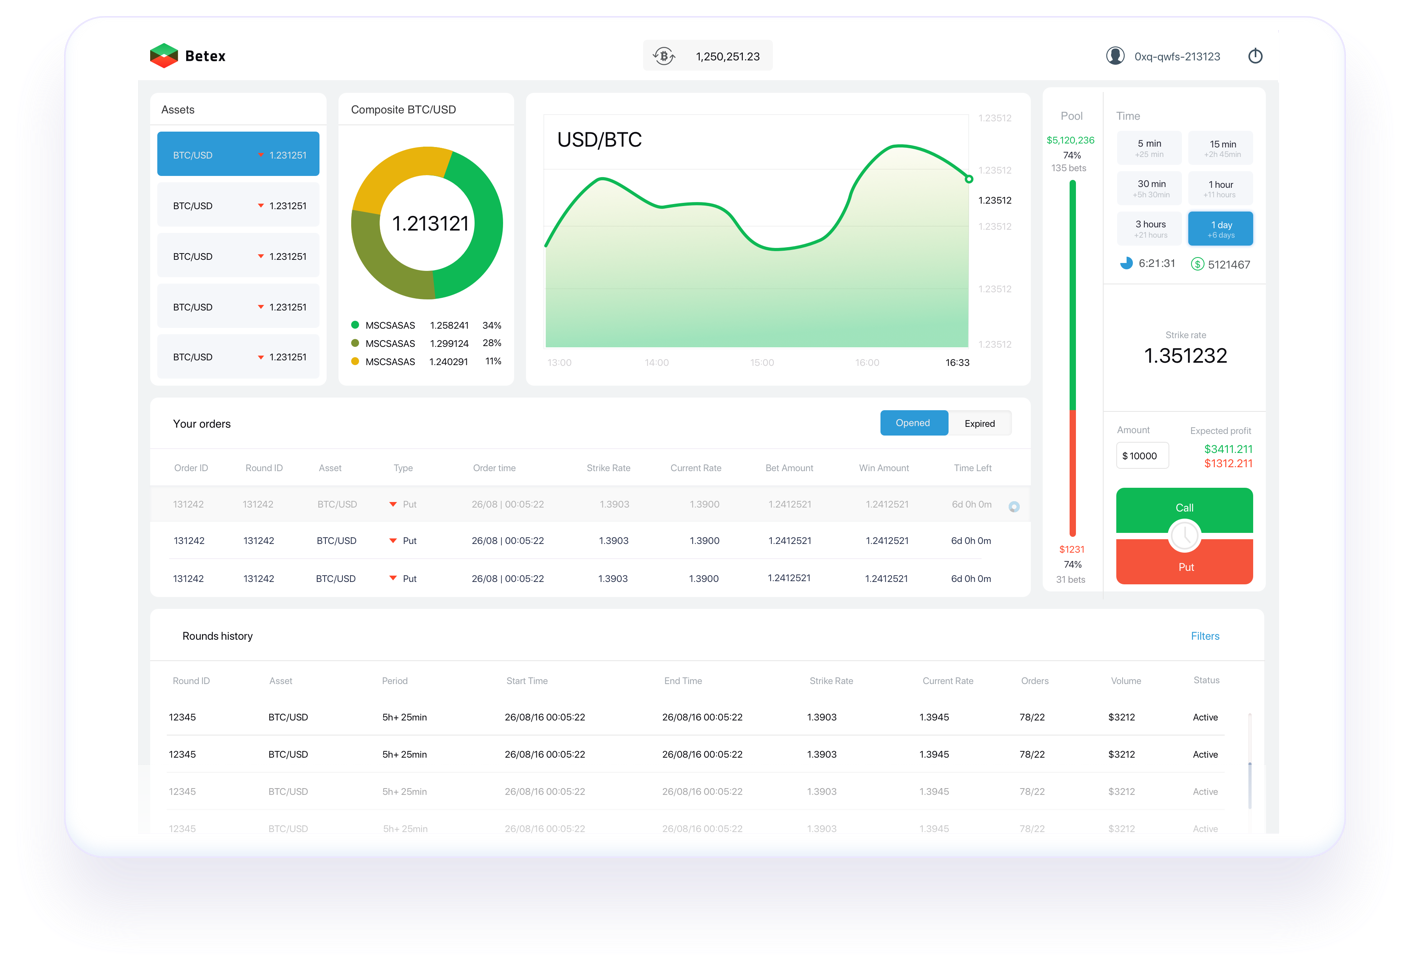 Betex
1,250,251.23
0xq-qwfs-213123
Assets
BTC/USD 1.231251
BTC/USD 1.231251
BTC/USD 1.231251
BTC/USD 1.231251
BTC/USD 1.231251
Composite BTC/USD
1.213121
MSCSASAS 1.258241 34%
MSCSASAS 1.299124 28%
MSCSASAS 1.240291 11%
USD/BTC
1.23512
1.23512
1.23512
1.23512
1.23512
1.23512
13:00 14:00 15:00 16:00 16:33
Pool
$5,120,236
74%
135 bets
$1231
74%
31 bets
Time
5 min 15 min
+25 min +2h 45min
30 min 1 hour
+5h 30min +11 hours
3 hours 1 day
+21 hours +6 days
6:21:31 $ 5121467
Strike rate
1.351232
Amount Expected profit
$ 10000 $3411.211
$1312.211
Call
Put
Your orders Opened Expired
Order ID Round ID Asset Type Order time Strike Rate Current Rate Bet Amount Win Amount Time Left
131242 131242 BTC/USD Put 26/08 | 00:05:22 1.3903 1.3900 1.2412521 1.2412521 6d 0h 0m
131242 131242 BTC/USD Put 26/08 | 00:05:22 1.3903 1.3900 1.2412521 1.2412521 6d 0h 0m
131242 131242 BTC/USD Put 26/08 | 00:05:22 1.3903 1.3900 1.2412521 1.2412521 6d 0h 0m
Rounds history Filters
Round ID Asset Period Start Time End Time Strike Rate Current Rate Orders Volume Status
12345 BTC/USD 5h+ 25min 26/08/16 00:05:22 26/08/16 00:05:22 1.3903 1.3945 78/22 $3212 Active
12345 BTC/USD 5h+ 25min 26/08/16 00:05:22 26/08/16 00:05:22 1.3903 1.3945 78/22 $3212 Active
12345 BTC/USD 5h+ 25min 26/08/16 00:05:22 26/08/16 00:05:22 1.3903 1.3945 78/22 $3212 Active
12345 BTC/USD 5h+ 25min 26/08/16 00:05:22 26/08/16 00:05:22 1.3903 1.3945 78/22 $3212 Active